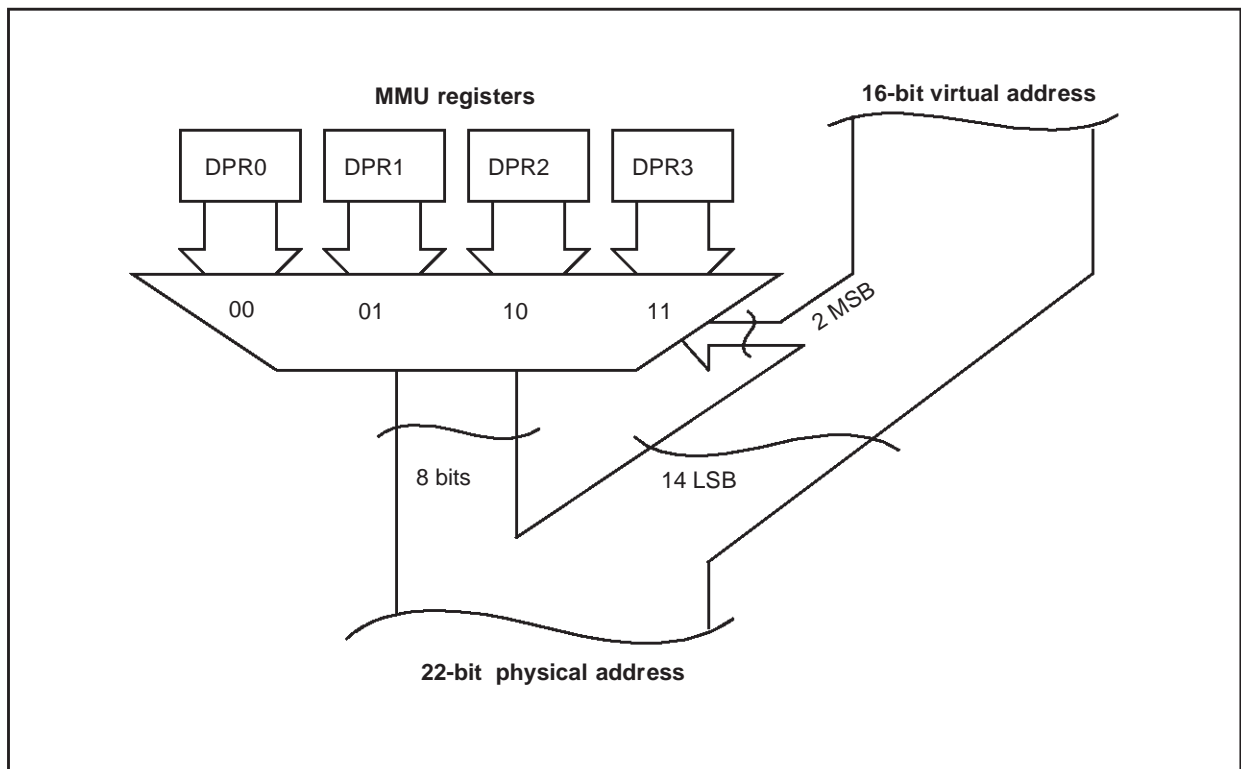 MMU registers
16-bit virtual address
DPR0
DPR1
DPR2
DPR3
00
01
10
11
2 MSB
8 bits
14 LSB
22-bit physical address